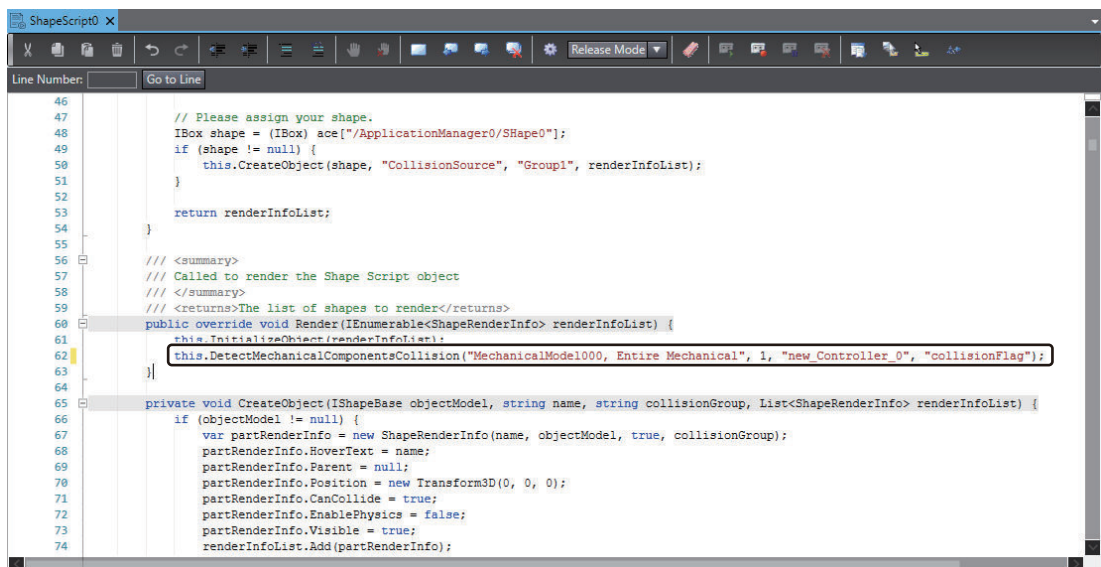 ShapeScript0 X
Release Mode
Line Number: Go to Line
46
47 // Please assign your shape.
48 IBox shape = (IBox) ace["/ApplicationManager0/SHape0"];
49 if (shape != null) {
50 this.CreateObject(shape, "CollisionSource", "Group1", renderInfoList);
51 }
52
53 return renderInfoList;
54 }
55
56 /// <summary>
57 /// Called to render the Shape Script object
58 /// </summary>
59 /// <returns>The list of shapes to render</returns>
60 public override void Render(IEnumerable<ShapeRenderInfo> renderInfoList) {
61 this.InitializeObject(renderInfoList);
62 this.DetectMechanicalComponentsCollision("MechanicalModel000, Entire Mechanical", 1, "new_Controller_0", "collisionFlag");
63 }
64
65 private void CreateObject(IShapeBase objectModel, string name, string collisionGroup, List<ShapeRenderInfo> renderInfoList) {
66 if (objectModel != null) {
67 var partRenderInfo = new ShapeRenderInfo(name, objectModel, true, collisionGroup);
68 partRenderInfo.HoverText = name;
69 partRenderInfo.Parent = null;
70 partRenderInfo.Position = new Transform3D(0, 0, 0);
71 partRenderInfo.CanCollide = true;
72 partRenderInfo.EnablePhysics = false;
73 partRenderInfo.Visible = true;
74 renderInfoList.Add(partRenderInfo);